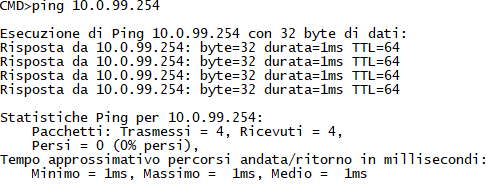 CMD>ping 10.0.99.254
Esecuzione di Ping 10.0.99.254 con 32 byte di dati:
Risposta da 10.0.99.254: byte=32 durata=1ms TTL=64
Risposta da 10.0.99.254: byte=32 durata=1ms TTL=64
Risposta da 10.0.99.254: byte=32 durata=1ms TTL=64
Risposta da 10.0.99.254: byte=32 durata=1ms TTL=64
Statistiche Ping per 10.0.99.254:
Pacchetti: Trasmessi = 4, Ricevuti = 4,
Persi = 0 (0% persi),
Tempo approssimativo percorsi andata/ritorno in millisecondi:
Minimo = 1ms, Massimo =  1ms, Medio =  1ms